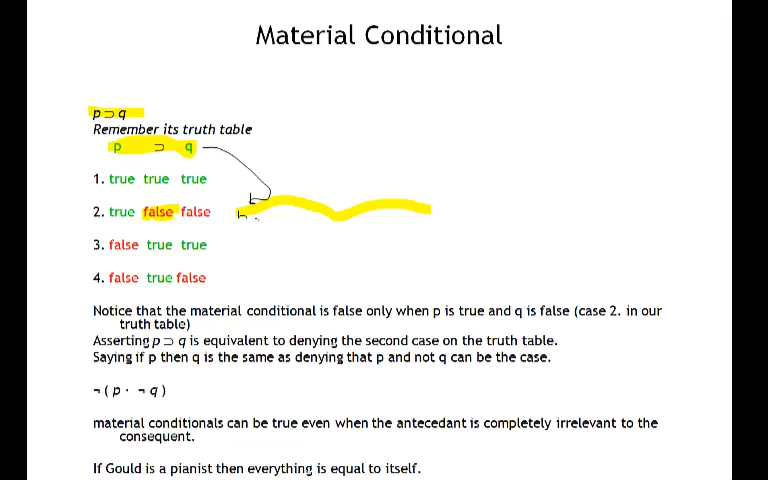 Material Conditional
p ⊃ q
Remember its truth table
p ⊃ q
1. true true true
2. true false false
3. false true true
4. false true false
Notice that the material conditional is false only when p is true and q is false (case 2. in our
truth table)
Asserting p ⊃ q is equivalent to denying the second case on the truth table.
Saying if p then q is the same as denying that p and not q can be the case.
¬ ( p · ¬ q )
material conditionals can be true even when the antecedant is completely irrelevant to the
consequent.
If Gould is a pianist then everything is equal to itself.